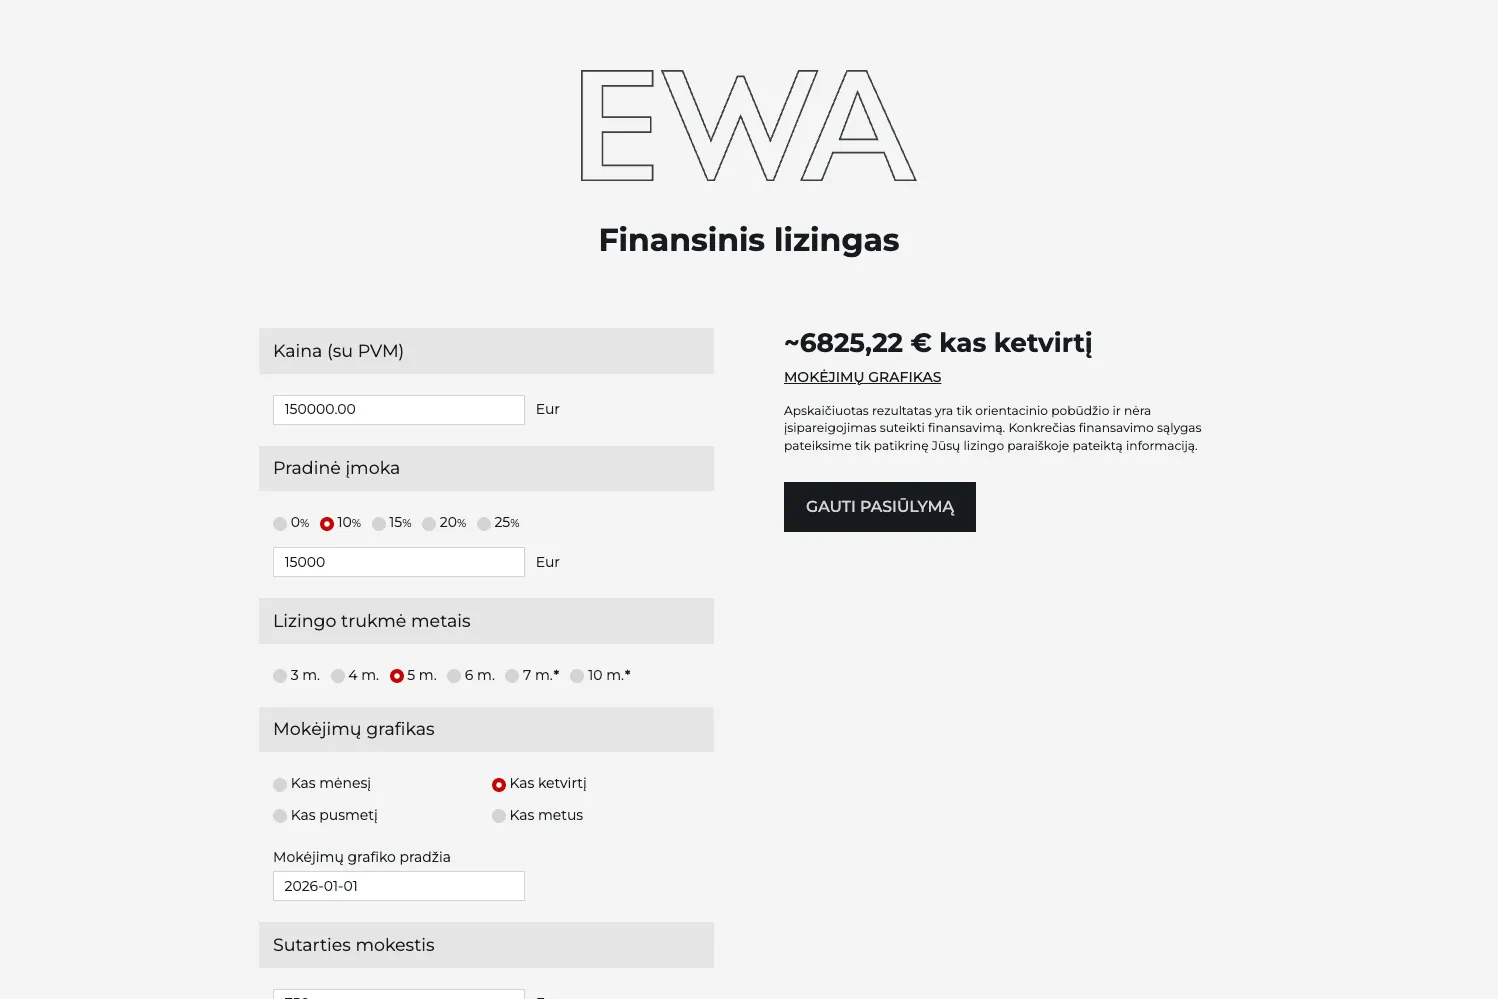 EWA
Finansinis lizingas
Kaina (su PVM)
150000.00 Eur
Pradinė įmoka
0% 10% 15% 20% 25%
15000 Eur
Lizingo trukmė metais
3 m. 4 m. 5 m. 6 m. 7 m.* 10 m.*
Mokėjimų grafikas
Kas mėnesį Kas ketvirtį
Kas pusmetį Kas metus
Mokėjimų grafiko pradžia
2026-01-01
Sutarties mokestis
~6825,22 € kas ketvirtį
MOKĖJIMŲ GRAFIKAS
Apskaičiuotas rezultatas yra tik orientacinio pobūdžio ir nėra
įsipareigojimas suteikti finansavimą. Konkrečias finansavimo sąlygas
pateiksime tik patikrinę Jūsų lizingo paraiškoje pateiktą informaciją.
GAUTI PASIŪLYMĄ